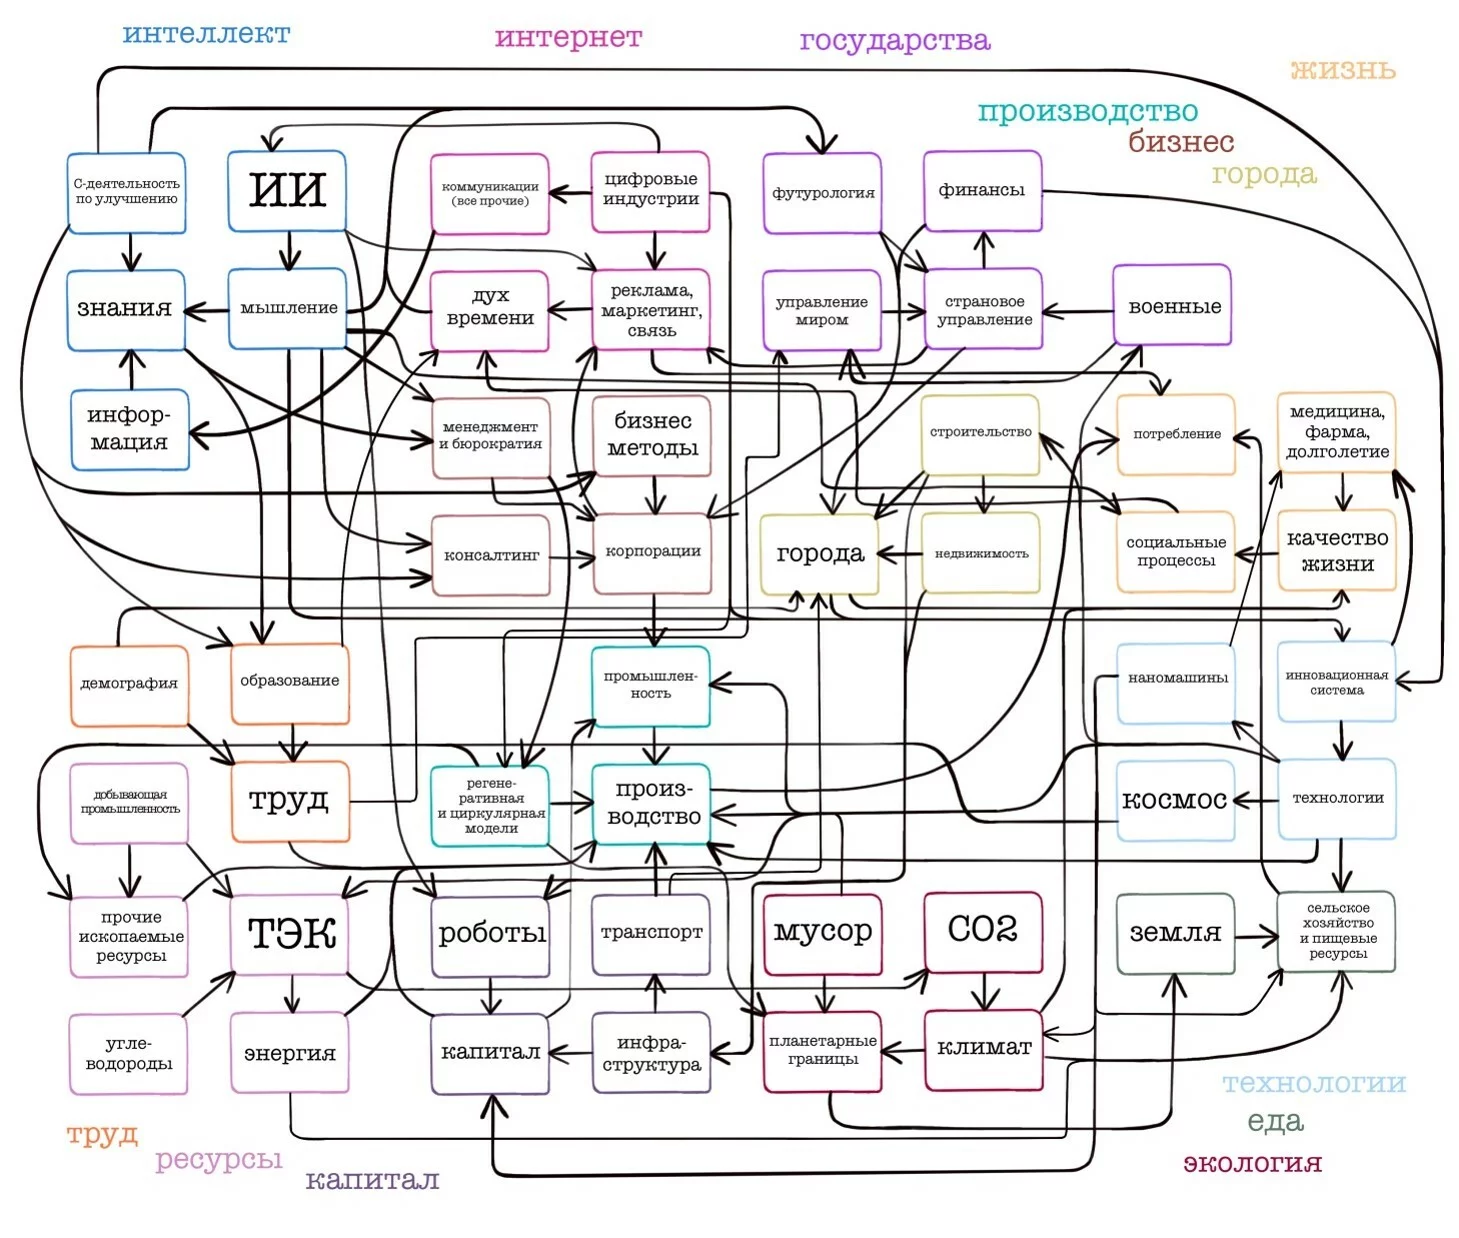 интеллект
интернет
государства
жизнь
производство
бизнес
города
С-деятельность
по улучшению
ИИ
коммуникации
(все прочие)
цифровые
индустрии
футурология
финансы
знания
мышление
дух
времени
реклама,
маркетинг,
связь
управление
миром
страновое
управление
военные
инфор-
мация
менеджмент
и бюрократия
бизнес
методы
строительство
потребление
медицина,
фарма,
долголетие
консалтинг
корпорации
города
недвижимость
социальные
процессы
качество
жизни
демография
образование
промышлен-
ность
наномашины
инновационная
система
добывающая
промышленность
труд
регене-
ративная
и циркулярная
модели
произ-
водство
космос
технологии
прочие
ископаемые
ресурсы
ТЭК
роботы
транспорт
мусор
СО2
земля
сельское
хозяйство
и пищевые
ресурсы
угле-
водороды
энергия
капитал
инфра-
структура
планетарные
границы
климат
труд
ресурсы
капитал
технологии
еда
экология